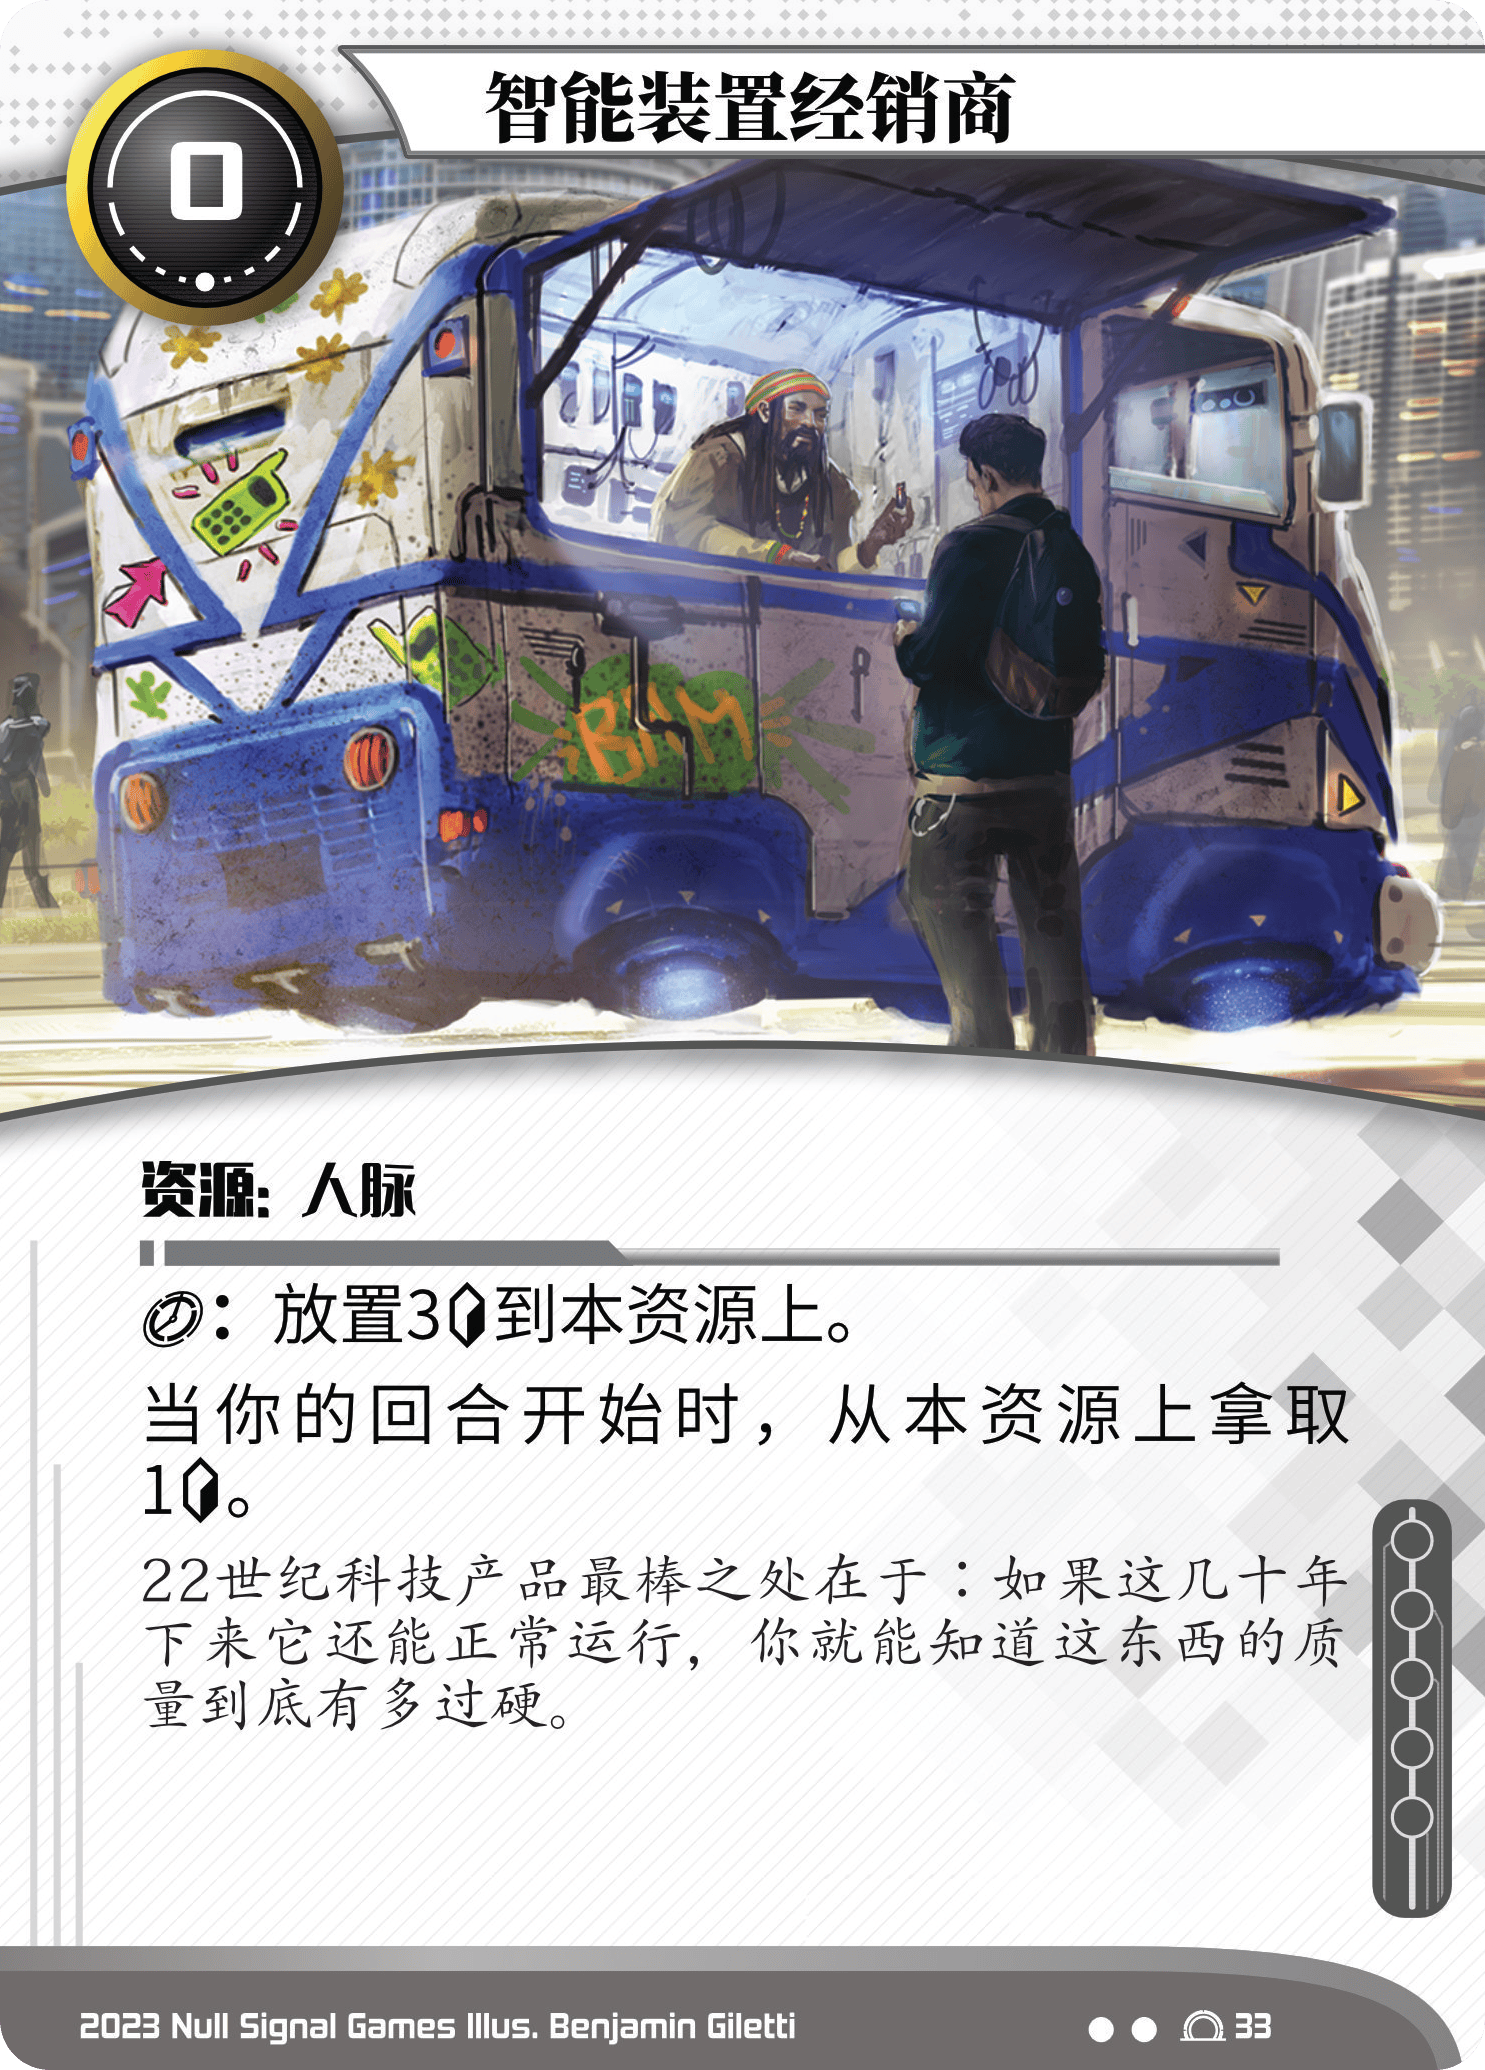 0
智能装置经销商
BAM
资源：人脉
：放置3到本资源上。
当你的回合开始时，从本资源上拿取
1。
22世纪科技产品最棒之处在于：如果这几十年
下来它还能正常运行，你就能知道这东西的质
量到底有多过硬。
2023 Null Signal Games Illus. Benjamin Giletti
33